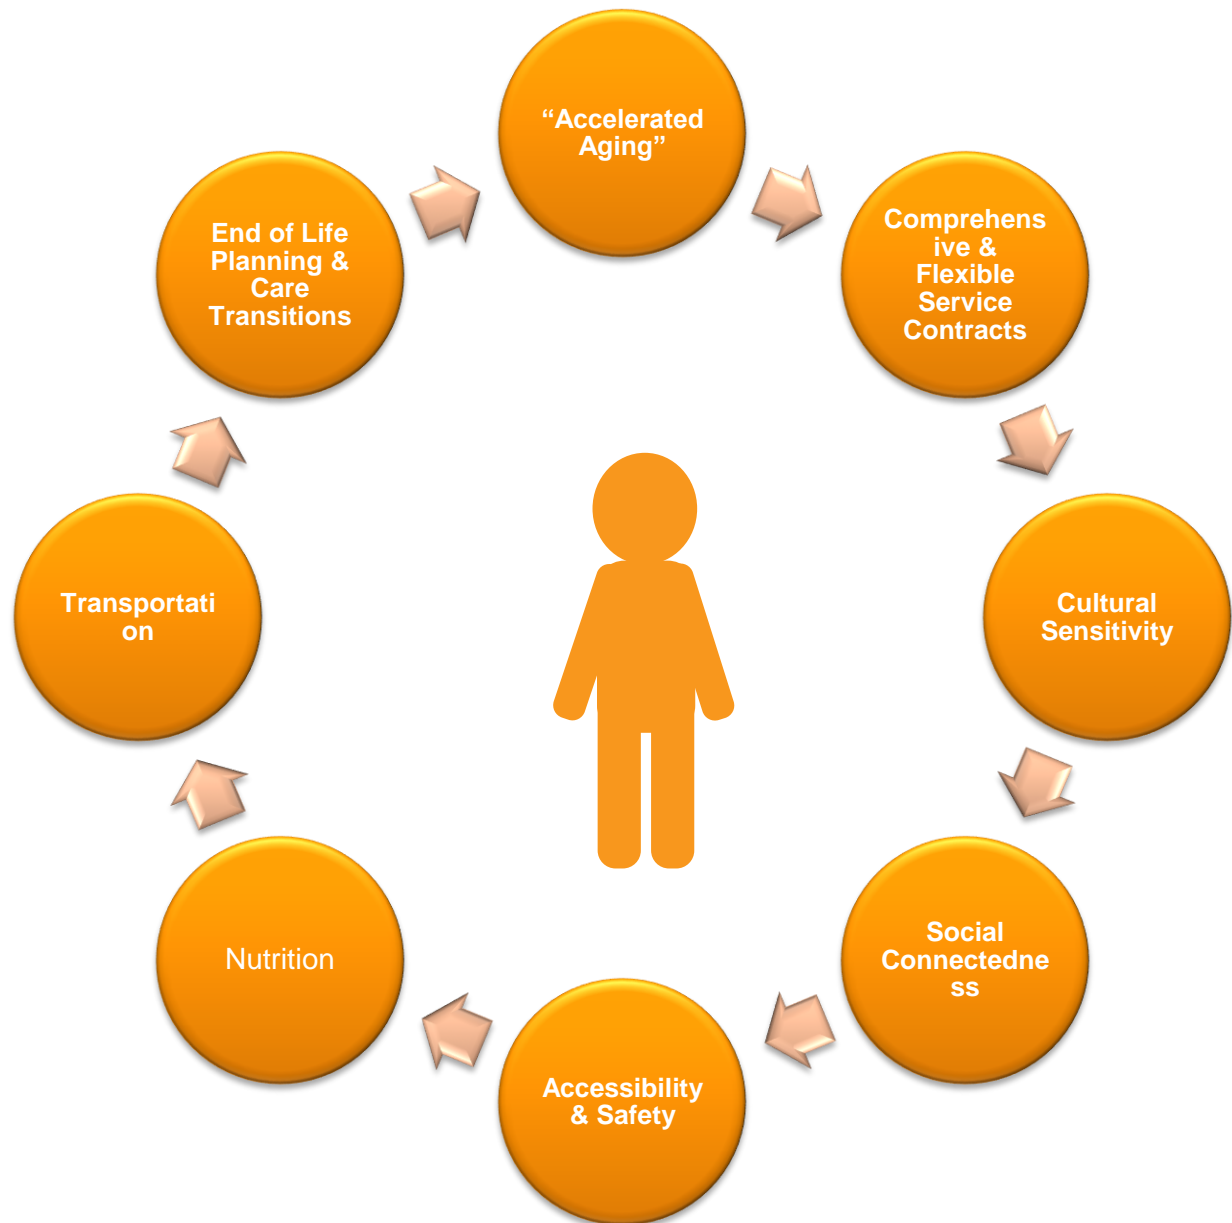 “Accelerated
Aging”
Comprehens
ive &
Flexible
Service
Contracts
Cultural
Sensitivity
Social
Connectedne
ss
Accessibility
& Safety
Nutrition
Transportati
on
End of Life
Planning &
Care
Transitions